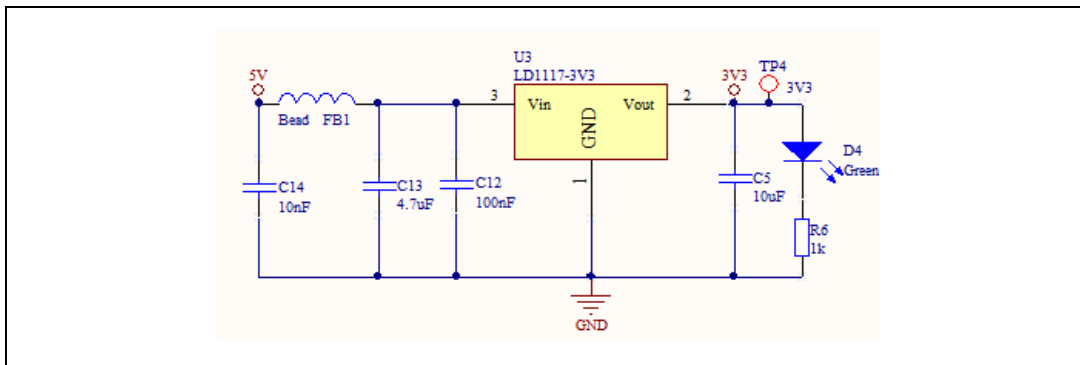 U3
LD1117-3V3
5V
3V3
TP4
3V3
3
Vin
Vout
2
GND
1
Bead FB1
C14
10nF
C13
4.7uF
C12
100nF
C5
10uF
D4
Green
R6
1k
GND